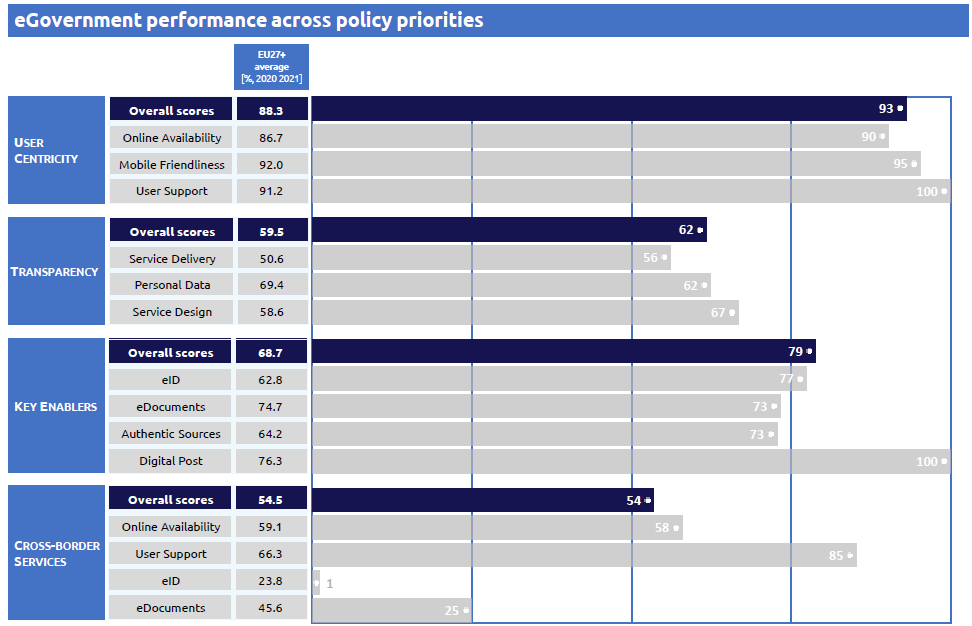 eGovernment performance across policy priorities
EU27+
average
[%, 2020 2021]
USER
CENTRICITY
Overall scores 88.3 93
Online Availability 86.7 90
Mobile Friendliness 92.0 95
User Support 91.2 100
TRANSPARENCY
Overall scores 59.5 62
Service Delivery 50.6 56
Personal Data 69.4 62
Service Design 58.6 67
KEY ENABLERS
Overall scores 68.7 79
eID 62.8 77
eDocuments 74.7 73
Authentic Sources 64.2 73
Digital Post 76.3 100
CROSS-BORDER
SERVICES
Overall scores 54.5 54
Online Availability 59.1 58
User Support 66.3 85
eID 23.8 1
eDocuments 45.6 25